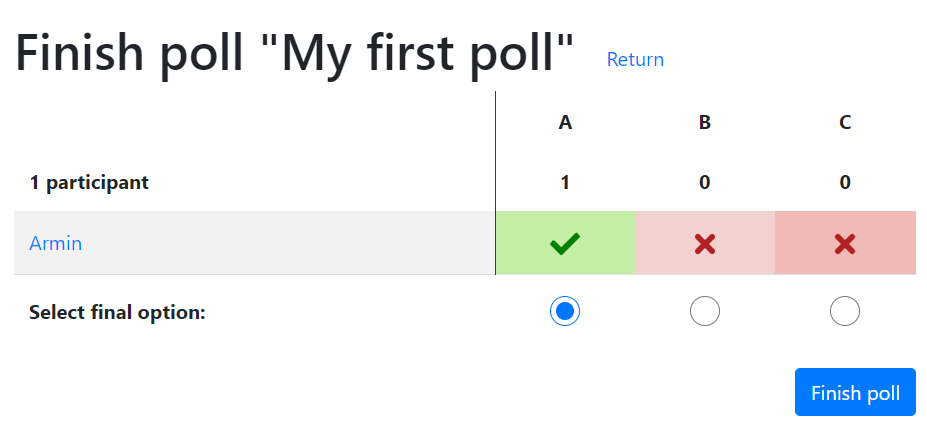 Finish poll "My first poll" Return
A B C
1 participant 1 0 0
Armin
Select final option:
Finish poll